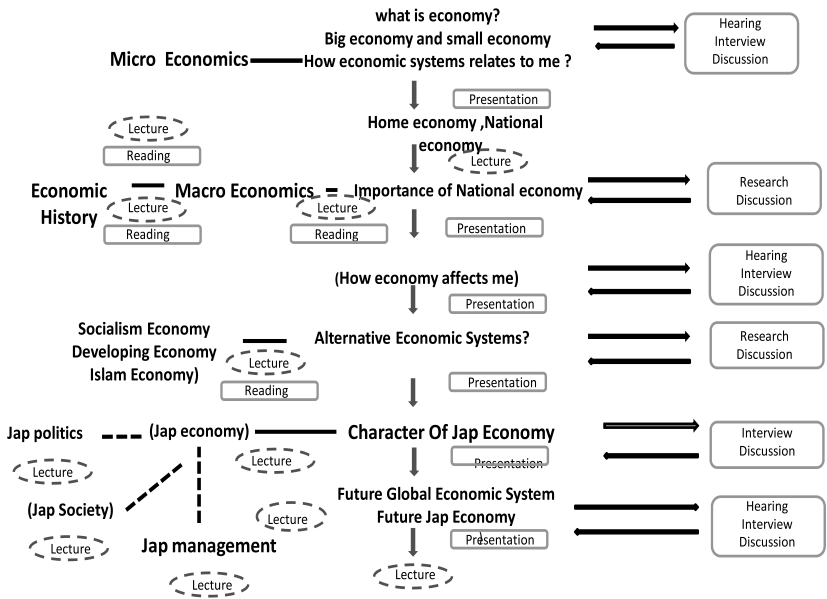 what is economy?
Big economy and small economy
Micro Economics
How economic systems relates to me ?
Hearing
Interview
Discussion
Presentation
Home economy ,National
economy
Lecture
Lecture
Reading
Economic
History
Macro Economics
Importance of National economy
Research
Discussion
Lecture
Reading
Lecture
Reading
Presentation
(How economy affects me)
Hearing
Interview
Discussion
Presentation
Socialism Economy
Developing Economy
Islam Economy)
Lecture
Reading
Alternative Economic Systems?
Research
Discussion
Presentation
Jap politics
Lecture
(Jap economy)
Lecture
Character Of Jap Economy
Interview
Discussion
Presentation
(Jap Society)
Lecture
Lecture
Jap management
Lecture
Future Global Economic System
Future Jap Economy
)
Presentation
Lecture
Hearing
Interview
Discussion